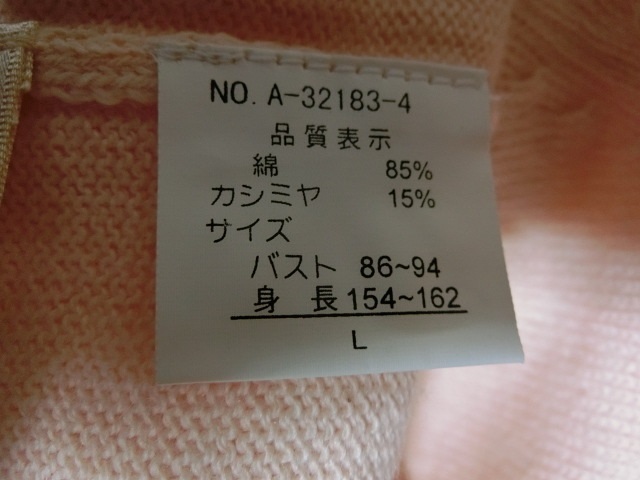 NO. A-32183-4
品質表示
綿 85%
カシミヤ 15%
サイズ
バスト 86~94
身長 154~162
L